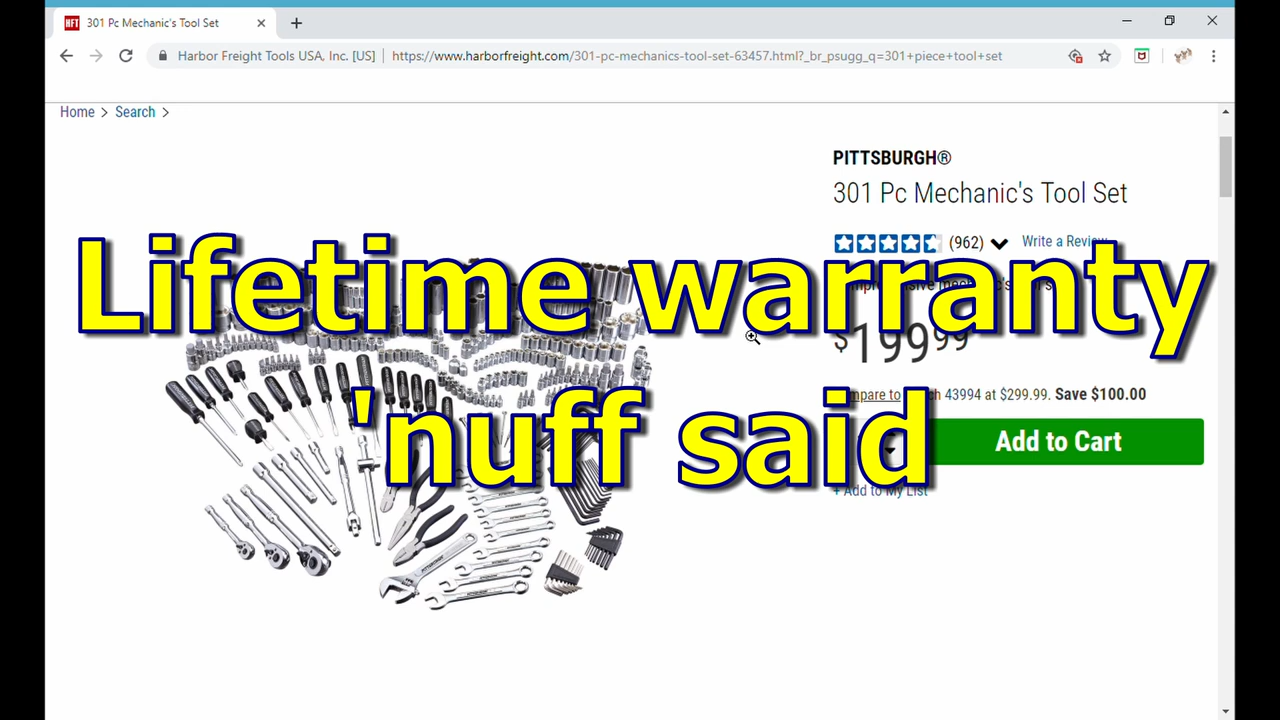 HFT 301 Pc Mechanic's Tool Set
Harbor Freight Tools USA, Inc. [US] | https://www.harborfreight.com/301-pc-mechanics-tool-set-63457.html?_br_psugg_q=301+piece+tool+set
Home > Search >
PITTSBURGH®
301 Pc Mechanic's Tool Set
(962) Write a Review
Lifetime warranty
$199.99
at $299.99. Save $100.00
43994
'nuff said
Add to Cart
+ Add to My List
PITTSBURGH